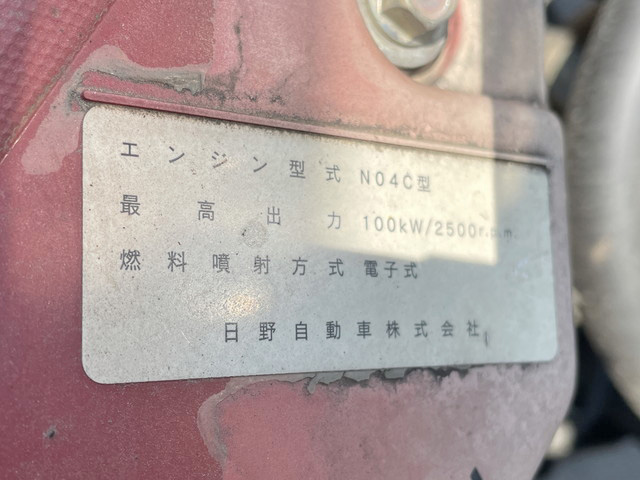 エンジン型式 N04C型
最高出力 100kW/2500r.p.m.
燃料噴射方式 電子式
日野自動車株式会社